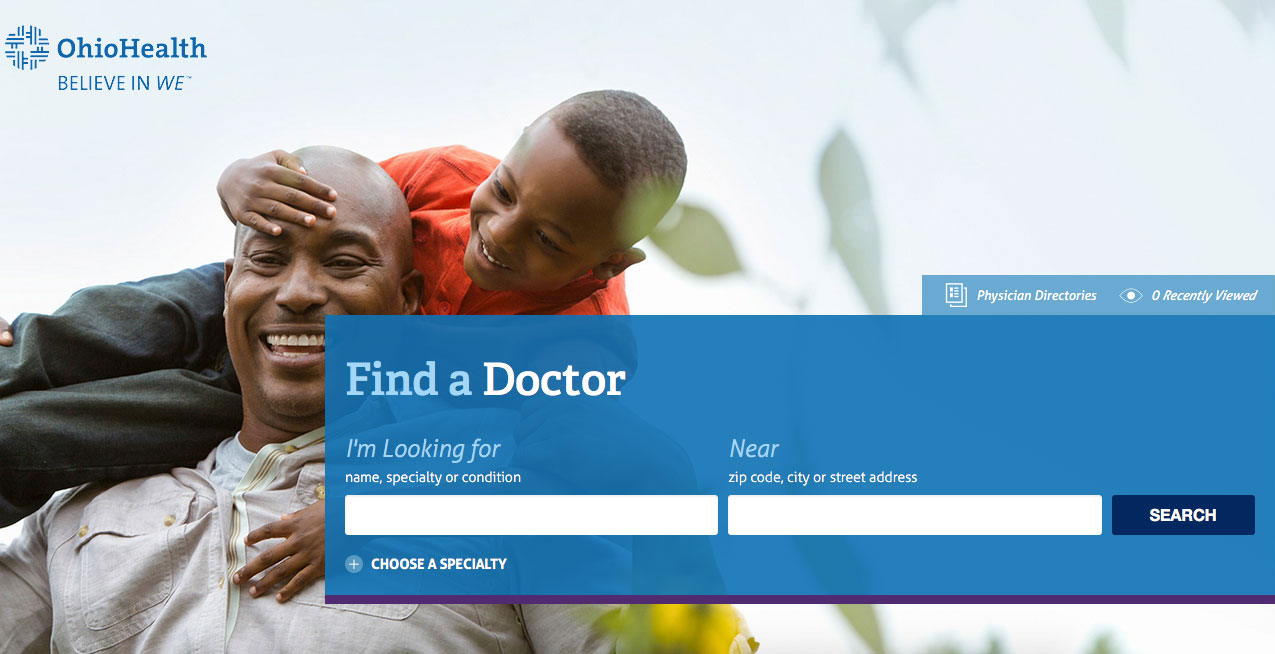 OhioHealth
BELIEVE IN WE™
Physician Directories
0 Recently Viewed
Find a Doctor
I'm Looking for
name, specialty or condition
Near
zip code, city or street address
SEARCH
CHOOSE A SPECIALTY